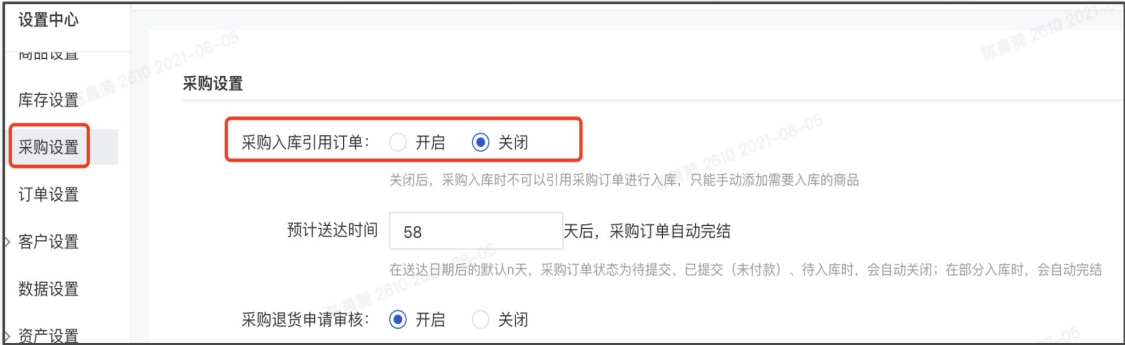 设置中心
商品设置
库存设置
采购设置
订单设置
客户设置
数据设置
资产设置
采购设置
采购入库引用订单： 开启 关闭
关闭后，采购入库时不可以引用采购订单进行入库，只能手动添加需要入库的商品
预计送达时间 58 天后，采购订单自动完结
在送达日期后的默认n天，采购订单状态为待提交、已提交（未付款）、待入库时，会自动关闭；在部分入库时，会自动完结
采购退货申请审核： 开启 关闭